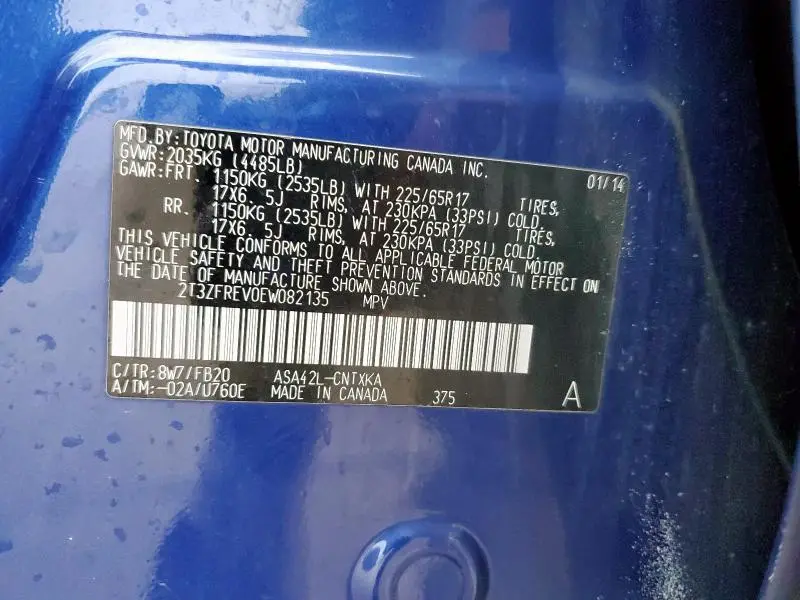 MFD.BY:TOYOTA MOTOR MANUFACTURING CANADA INC.
GVWR:2035KG (4485LB) 01/14
GAWR:FRT. 1150KG (2535LB) WITH 225/65R17 TIRES,
17X6. 5J RIMS, AT 230KPA (33PSI) COLD
RR. 1150KG (2535LB) WITH 225/65R17 TIRES,
17X6. 5J RIMS, AT 230KPA (33PSI) COLD.
THIS VEHICLE CONFORMS TO ALL APPLICABLE FEDERAL MOTOR
VEHICLE SAFETY AND THEFT PREVENTION STANDARDS IN EFFECT ON
THE DATE OF MANUFACTURE SHOWN ABOVE.
2T3ZFREV0EW082135 MPV
C/TR:8W7/FB20 ASA42L-CNTXKA
A/TM:-02A/U760E MADE IN CANADA 375 A